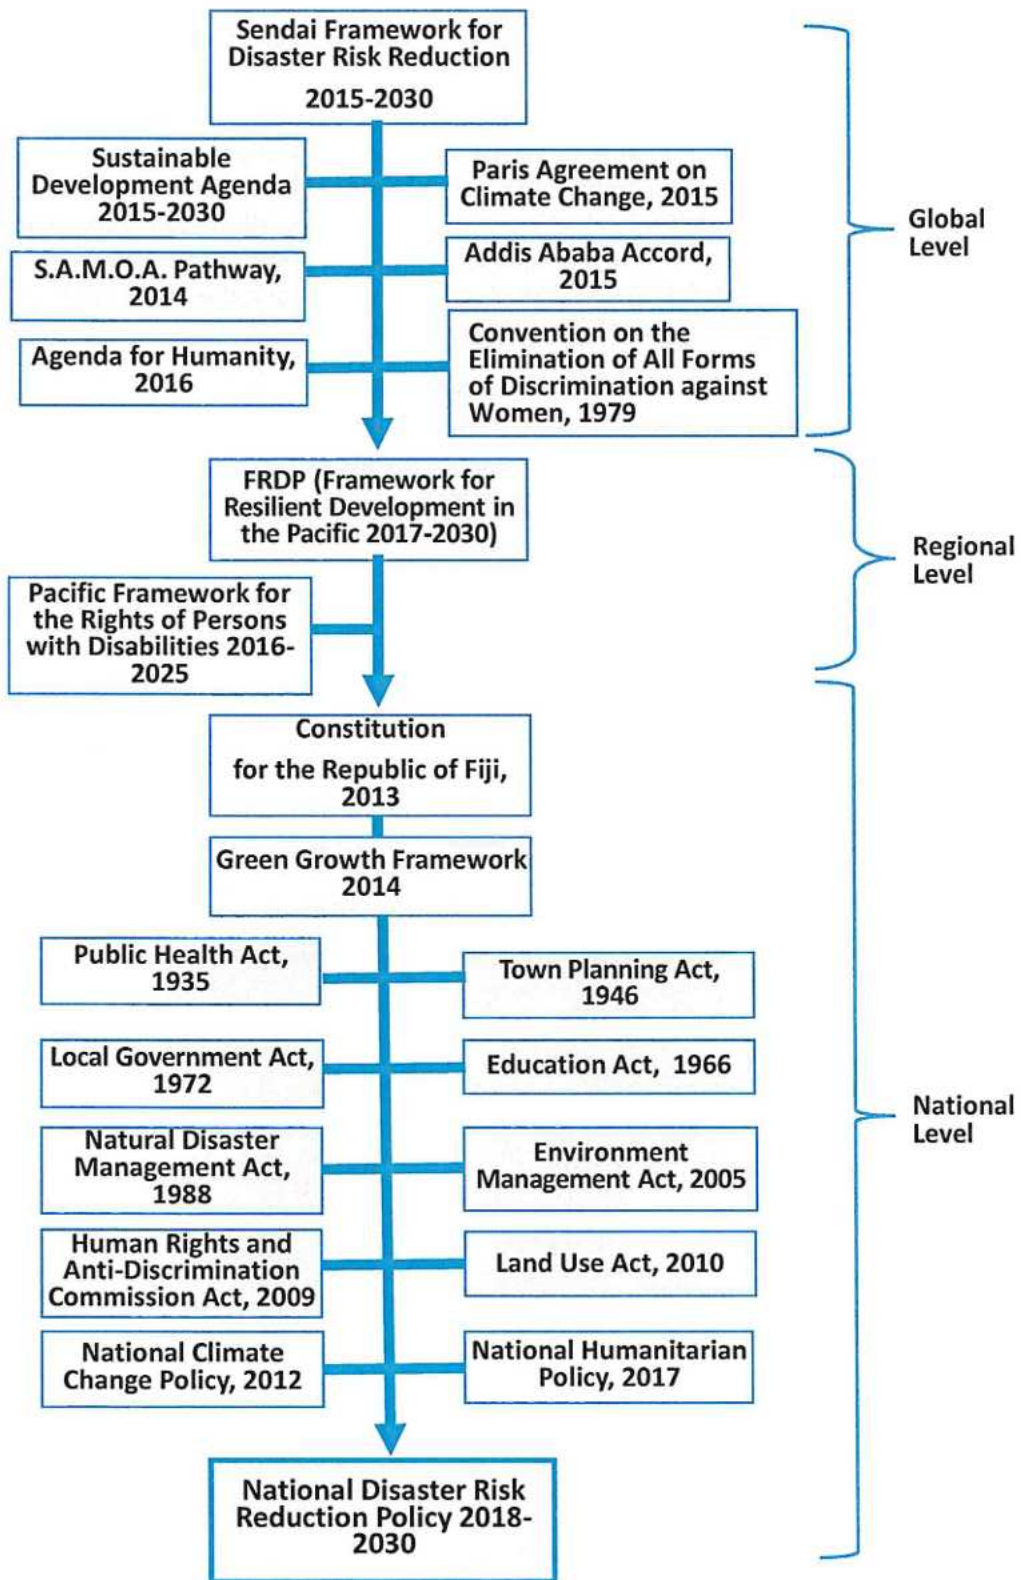 Sendai Framework for
Disaster Risk Reduction
2015-2030
Sustainable
Development Agenda
2015-2030
Paris Agreement on
Climate Change, 2015
S.A.M.O.A. Pathway,
2014
Addis Ababa Accord,
2015
Agenda for Humanity,
2016
Convention on the
Elimination of All Forms
of Discrimination against
Women, 1979
Global
Level
FRDP (Framework for
Resilient Development in
the Pacific 2017-2030)
Pacific Framework for
the Rights of Persons
with Disabilities 2016-
2025
Regional
Level
Constitution
for the Republic of Fiji,
2013
Green Growth Framework
2014
Public Health Act,
1935
Town Planning Act,
1946
Local Government Act,
1972
Education Act, 1966
Natural Disaster
Management Act,
1988
Environment
Management Act, 2005
Human Rights and
Anti-Discrimination
Commission Act, 2009
Land Use Act, 2010
National Climate
Change Policy, 2012
National Humanitarian
Policy, 2017
National Disaster Risk
Reduction Policy 2018-
2030
National
Level